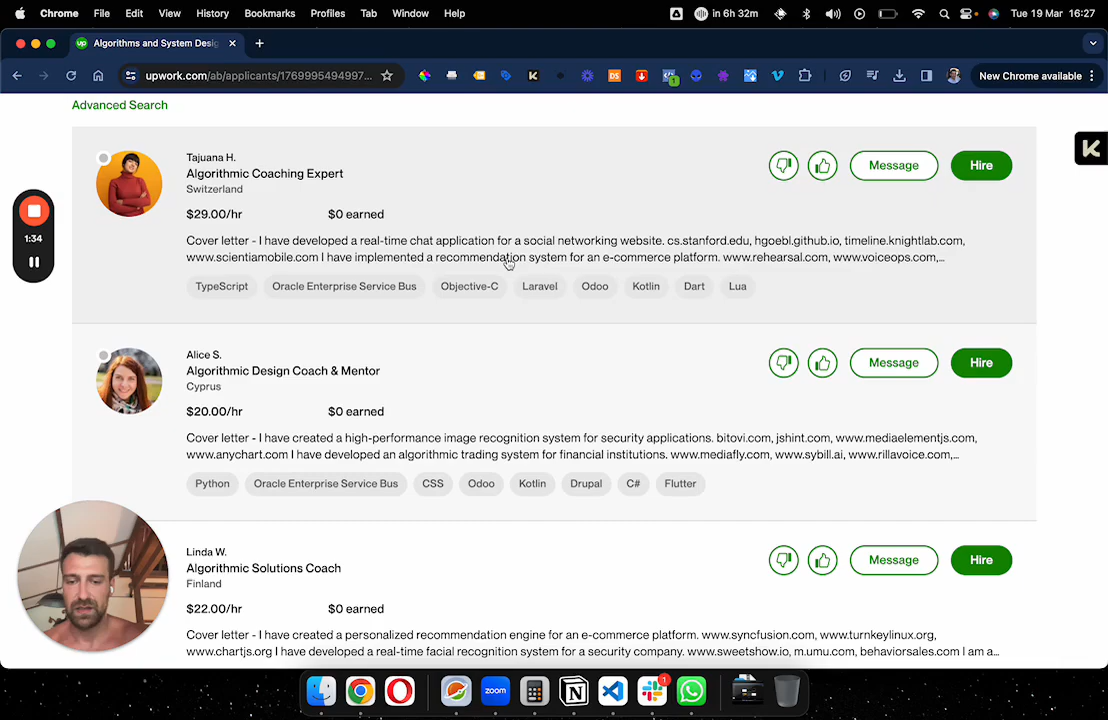 Chrome File Edit View History Bookmarks Profiles Tab Window Help in 6h 32m Tue 19 Mar 16:27
up Algorithms and System Desig
upwork.com/ab/applicants/1769995494997... DS 1 New Chrome available
Advanced Search
Tajuana H.
Algorithmic Coaching Expert Message Hire
Switzerland
$29.00/hr $0 earned
1:34
Cover letter - I have developed a real-time chat application for a social networking website. cs.stanford.edu, hgoebl.github.io, timeline.knightlab.com,
www.scientiamobile.com I have implemented a recommendation system for an e-commerce platform. www.rehearsal.com, www.voiceops.com,...
TypeScript Oracle Enterprise Service Bus Objective-C Laravel Odoo Kotlin Dart Lua
Alice S.
Algorithmic Design Coach & Mentor Message Hire
Cyprus
$20.00/hr $0 earned
Cover letter - I have created a high-performance image recognition system for security applications. bitovi.com, jshint.com, www.mediaelementjs.com,
www.anychart.com I have developed an algorithmic trading system for financial institutions. www.mediafly.com, www.sybill.ai, www.rillavoice.com,...
Python Oracle Enterprise Service Bus CSS Odoo Kotlin Drupal C# Flutter
Linda W.
Algorithmic Solutions Coach Message Hire
Finland
$22.00/hr $0 earned
Cover letter - I have created a personalized recommendation engine for an e-commerce platform. www.syncfusion.com, www.turnkeylinux.org,
www.chartjs.org I have developed a real-time facial recognition system for a security company. www.sweetshow.io, m.umu.com, behaviorsales.com I am a...
zoom 1